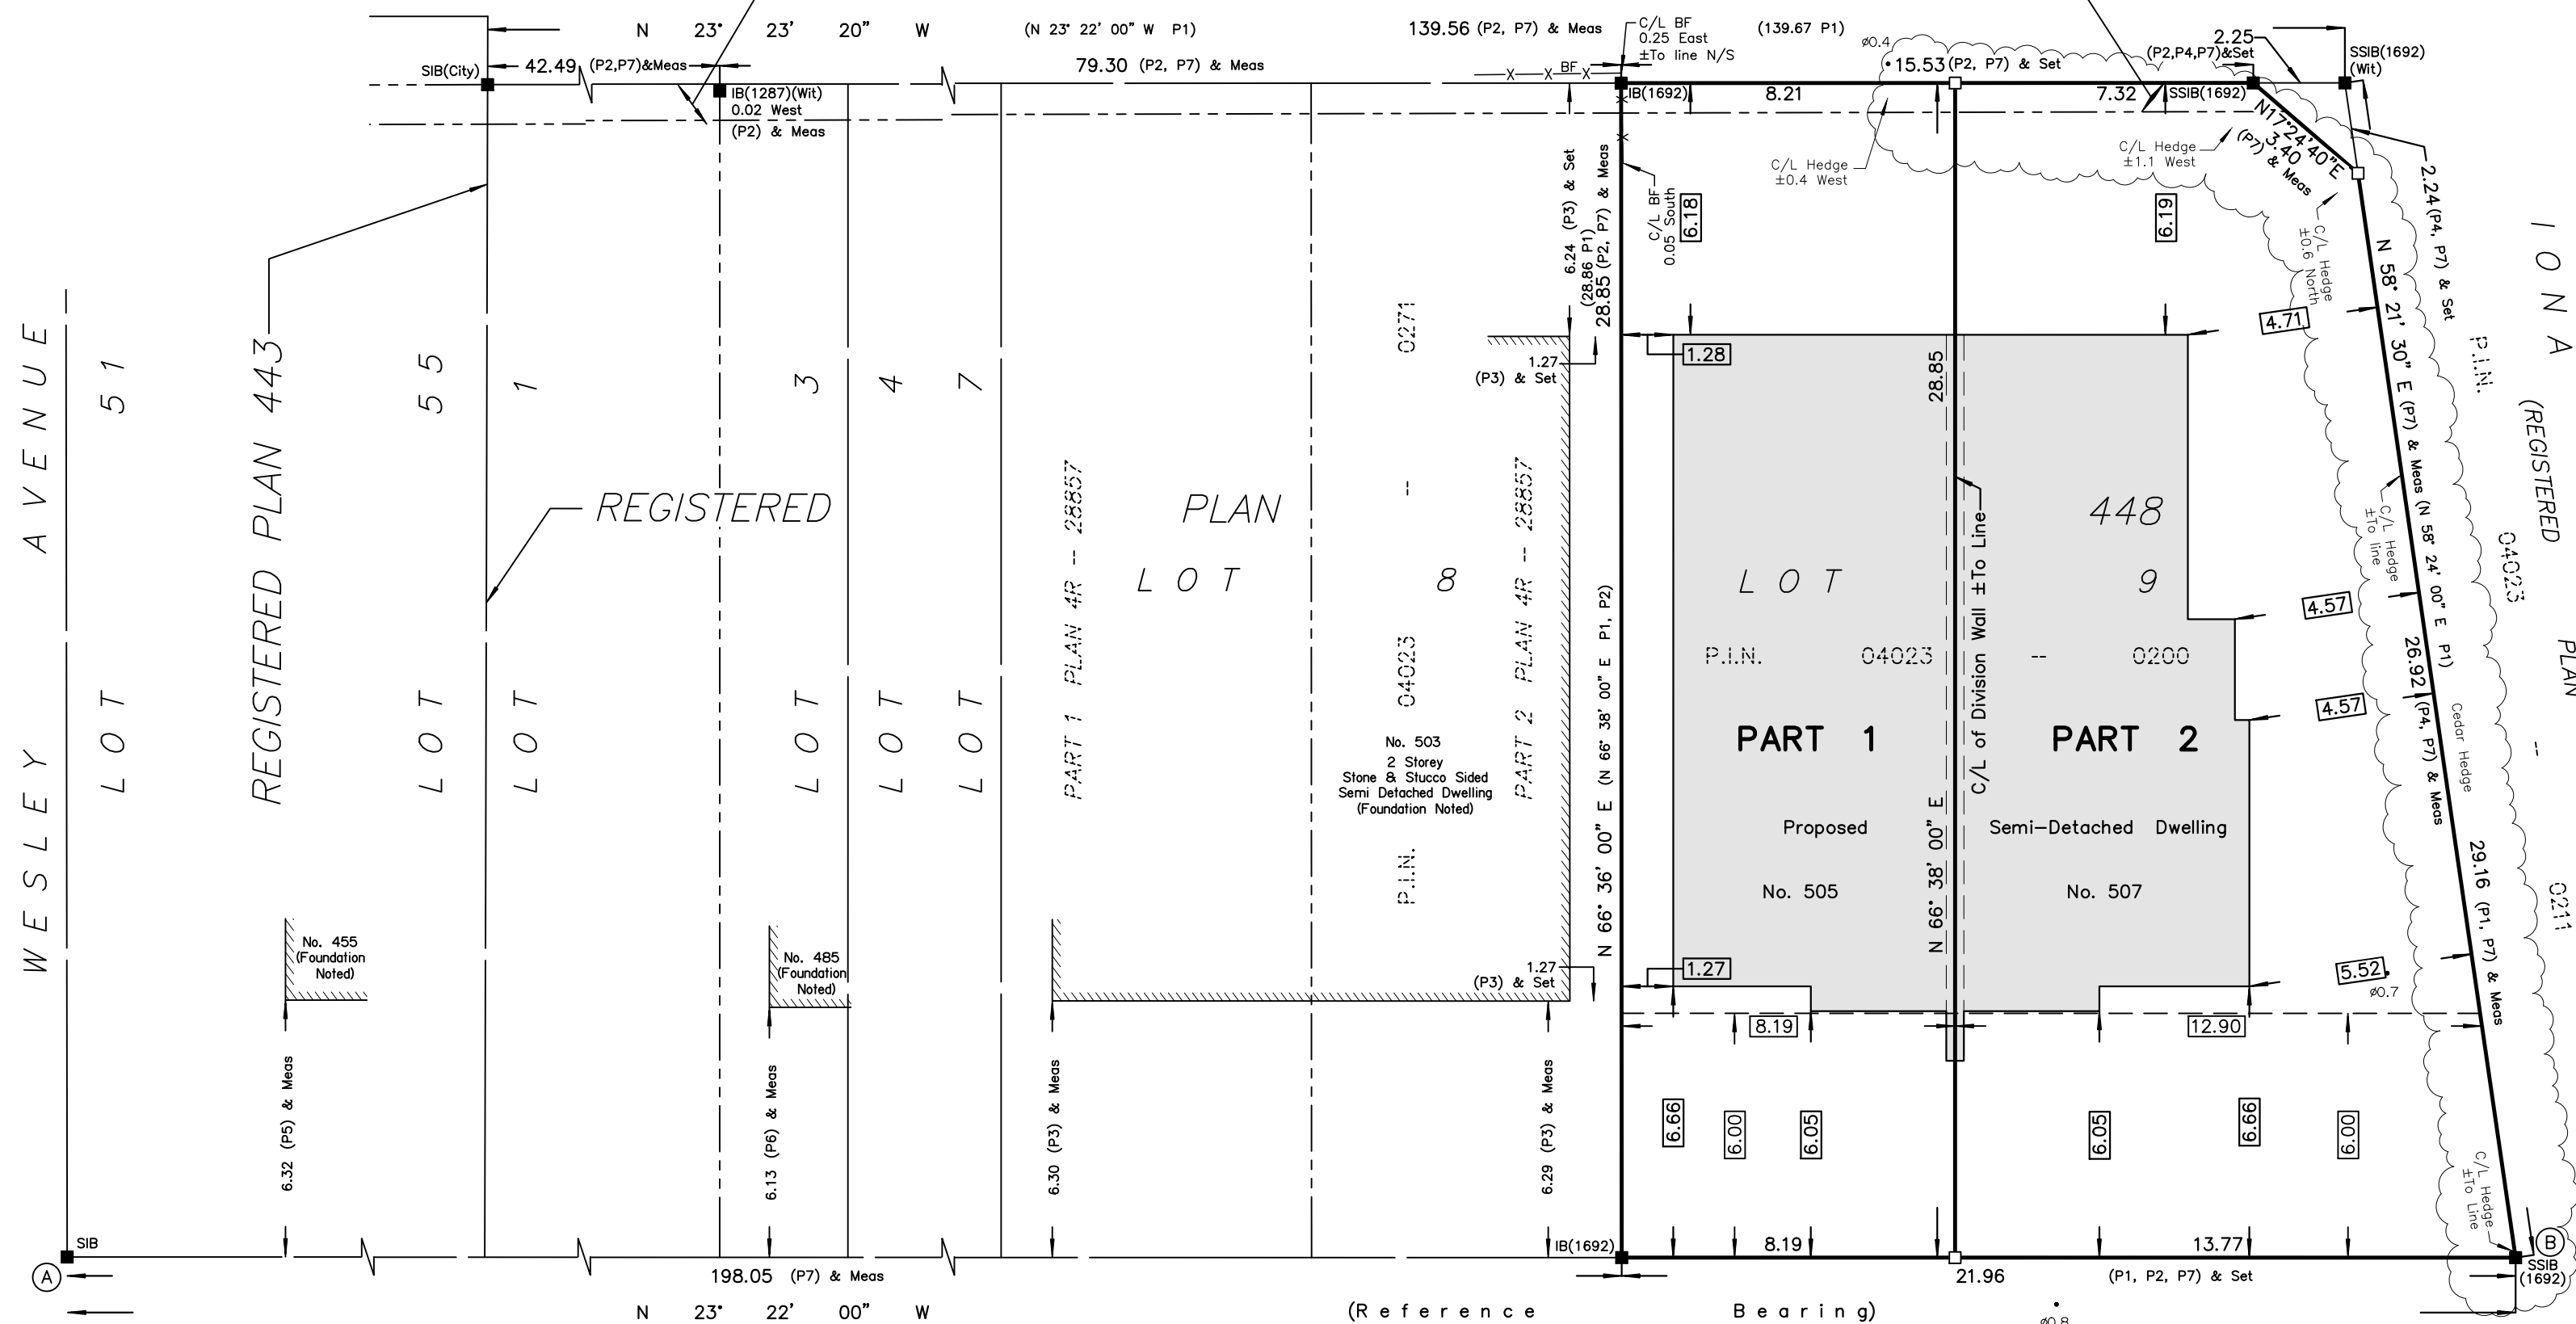 N 23° 23' 20" W
(N 23° 22' 00" W P1)
139.56 (P2, P7) & Meas
C/L BF
0.25 East
±To line N/S
(139.67 P1)
ø0.4
2.25
(P2,P4,P7)&Set
SSIB(1692)
(Wit)
SIB(City)
42.49 (P2,P7)&Meas
79.30 (P2, P7) & Meas
BF
15.53(P2, P7) & Set
IB(1287)(Wit)
0.02 West
(P2) & Meas
IB(1692)
8.21
7.32
SSIB(1692)
N17°24'40"E
3.40
(P7) & Meas
C/L Hedge
±0.4 West
C/L Hedge
±1.1 West
2.24(P4, P7) & Set
6.24 (P3) & Set
(28.86 P1)
28.85 (P2, P7) & Meas
C/L BF
0.05 South
6.18
6.19
C/L Hedge
±0.6 North
N 58° 21' 30" E (P7) & Meas (N 58° 24' 00" E P1)
IONA
(REGISTERED PLAN
P.I.N. 04023 -- 0211
4.71
1.28
1.27
(P3) & Set
28.85
WESLEY AVENUE
LOT 51
REGISTERED PLAN 443
LOT 55
LOT 1
LOT 3
LOT 4
LOT 7
REGISTERED PLAN 448
LOT 8
LOT 9
PART 1 PLAN 4R -- 28857
P.I.N. 04023 -- 0271
PART 2 PLAN 4R -- 28857
No. 503
2 Storey
Stone & Stucco Sided
Semi Detached Dwelling
(Foundation Noted)
N 66° 36' 00" E (N 66° 38' 00" E P1, P2)
P.I.N. 04023 -- 0200
C/L of Division Wall ±To Line
PART 1
PART 2
Proposed Semi-Detached Dwelling
No. 505
No. 507
N 66° 38' 00" E
C/L Hedge
±To line
4.57
4.57
26.92 (P4, P7) & Meas
Cedar Hedge
29.16 (P1, P7) & Meas
No. 455
(Foundation
Noted)
No. 485
(Foundation
Noted)
1.27
(P3) & Set
1.27
5.52
ø0.7
8.19
12.90
6.32 (P5) & Meas
6.13 (P6) & Meas
6.30 (P3) & Meas
6.29 (P3) & Meas
6.66
6.00
6.05
6.05
6.66
6.00
C/L Hedge
±To Line
SIB
A
IB(1692)
8.19
13.77
B
SSIB
(1692)
198.05 (P7) & Meas
21.96 (P1, P2, P7) & Set
N 23° 22' 00" W
(Reference Bearing)
ø0.8